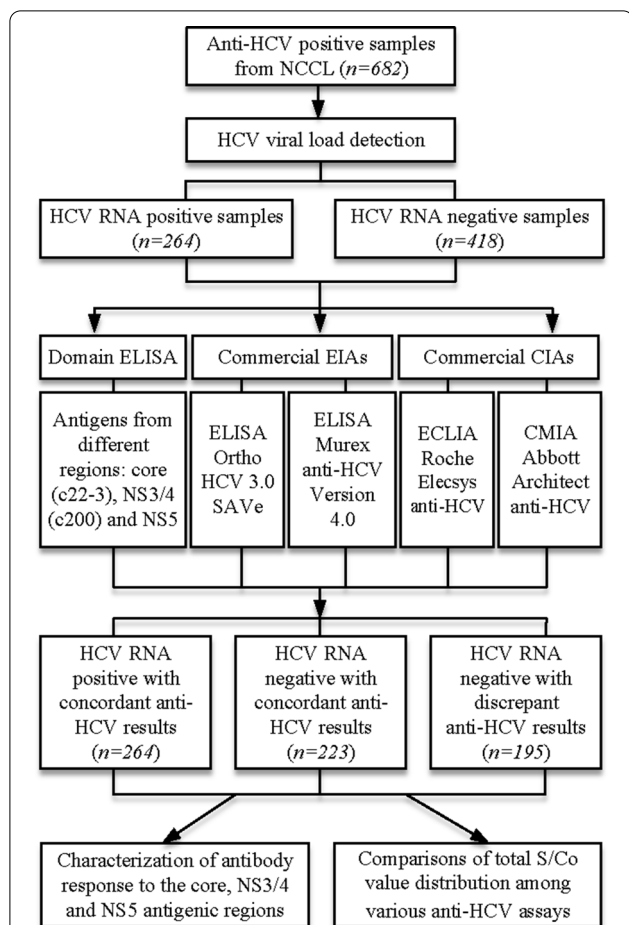 Anti-HCV positive samples
from NCCL (n=682)
HCV viral load detection
HCV RNA positive samples
(n=264)
HCV RNA negative samples
(n=418)
Domain ELISA
Commercial EIAs
Commercial CIAs
Antigens from
different
regions: core
(c22-3), NS3/4
(c200) and NS5
ELISA
Ortho
HCV 3.0
SAVe
ELISA
Murex
anti-HCV
Version
4.0
ECLIA
Roche
Elecsys
anti-HCV
CMIA
Abbott
Architect
anti-HCV
HCV RNA
positive with
concordant anti-
HCV results
(n=264)
HCV RNA
negative with
concordant anti-
HCV results
(n=223)
HCV RNA
negative with
discrepant
anti-HCV results
(n=195)
Characterization of antibody
response to the core, NS3/4
and NS5 antigenic regions
Comparisons of total S/Co
value distribution among
various anti-HCV assays